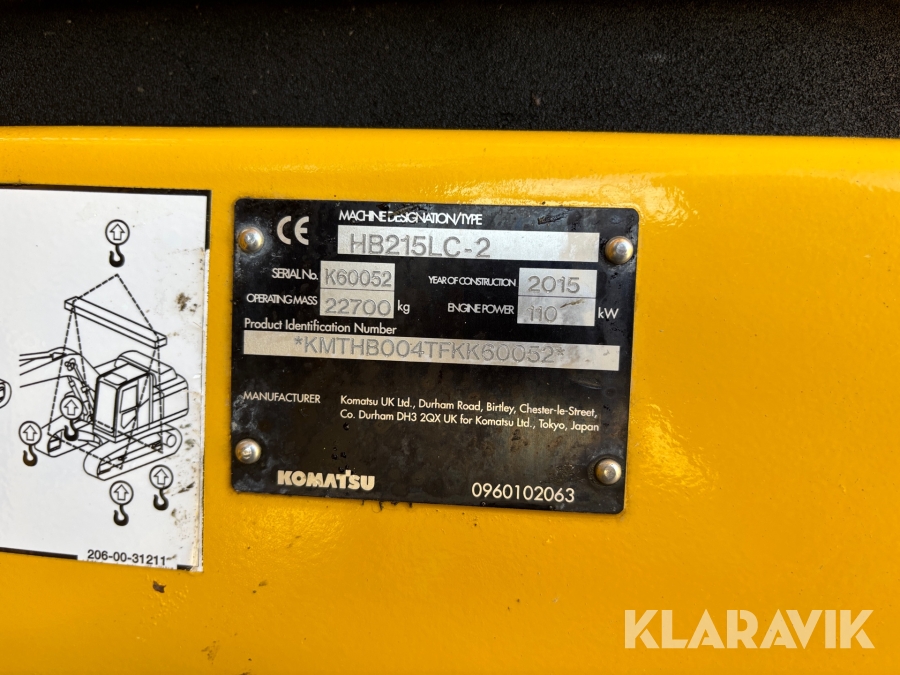 CE
MACHINE DESIGNATION/TYPE
HB215LC-2
SERIAL No. K60052 YEAR OF CONSTRUCTION 2015
OPERATING MASS 22700 kg ENGINE POWER 110 kW
Product Identification Number
*KMTHB004TFKK60052*
MANUFACTURER Komatsu UK Ltd., Durham Road, Birtley, Chester-le-Street,
Co. Durham DH3 2QX UK for Komatsu Ltd., Tokyo, Japan
KOMATSU 0960102063
206-00-31211
KLARAVIK